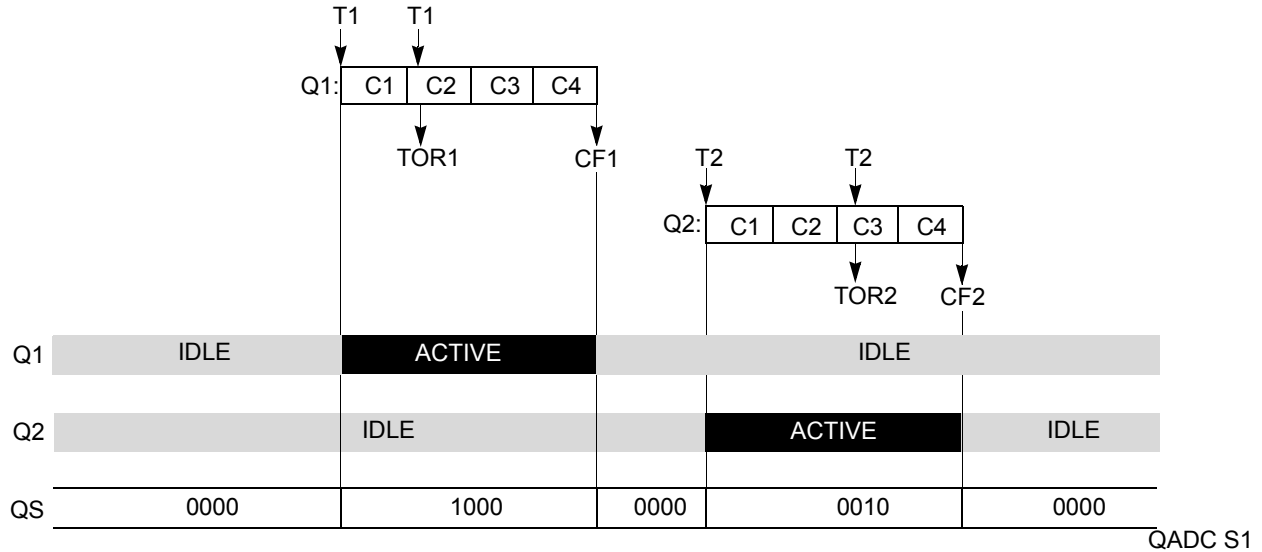 T1 T1
Q1: C1 C2 C3 C4
TOR1 CF1 T2 T2
Q2: C1 C2 C3 C4
TOR2 CF2
Q1 IDLE ACTIVE IDLE
Q2 IDLE ACTIVE IDLE
QS 0000 1000 0000 0010 0000
QADC S1